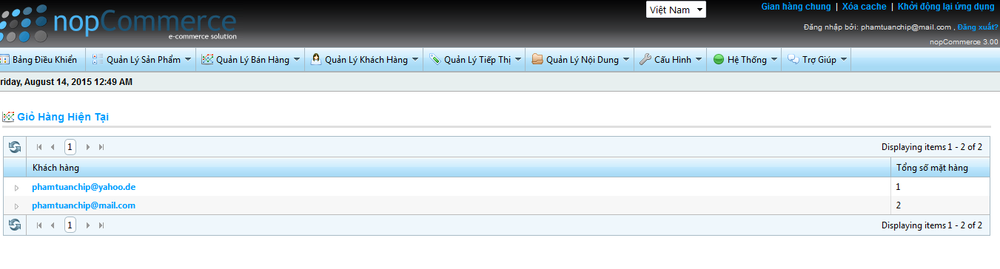 nopCommerce
e-commerce solution
Việt Nam
Gian hàng chung | Xóa cache | Khởi động lại ứng dụng
Đăng nhập bởi: phamtuanchip@mail.com , Đăng xuất?
nopCommerce 3.00
Bảng Điều Khiển Quản Lý Sản Phẩm Quản Lý Bán Hàng Quản Lý Khách Hàng Quản Lý Tiếp Thị Quản Lý Nội Dung Cấu Hình Hệ Thống Trợ Giúp
riday, August 14, 2015 12:49 AM
Giỏ Hàng Hiện Tại
1 Displaying items 1 - 2 of 2
Khách hàng Tổng số mặt hàng
phamtuanchip@yahoo.de 1
phamtuanchip@mail.com 2
1 Displaying items 1 - 2 of 2